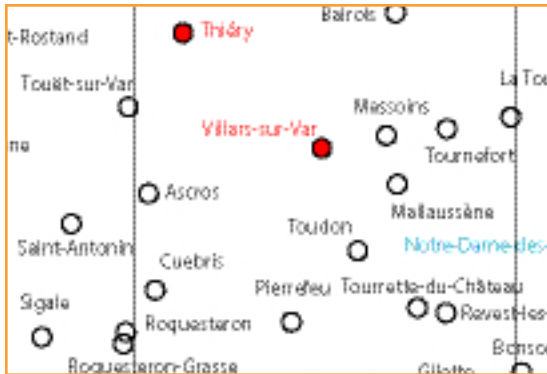 Bairols
Thiéry
t-Rostand
Touët-sur-Var
La Tou
Massoins
Villars-sur-Var
Tournefort
ne
Ascros
Mallaussène
Toudon
Saint-Antonin
Notre-Dame-des-
Cuebris
Pierrefeu
Tourrette-du-Château
Sigale
Roquesteron
Revest-les-
Bonson
Roquesteron-Grasse
Gilette